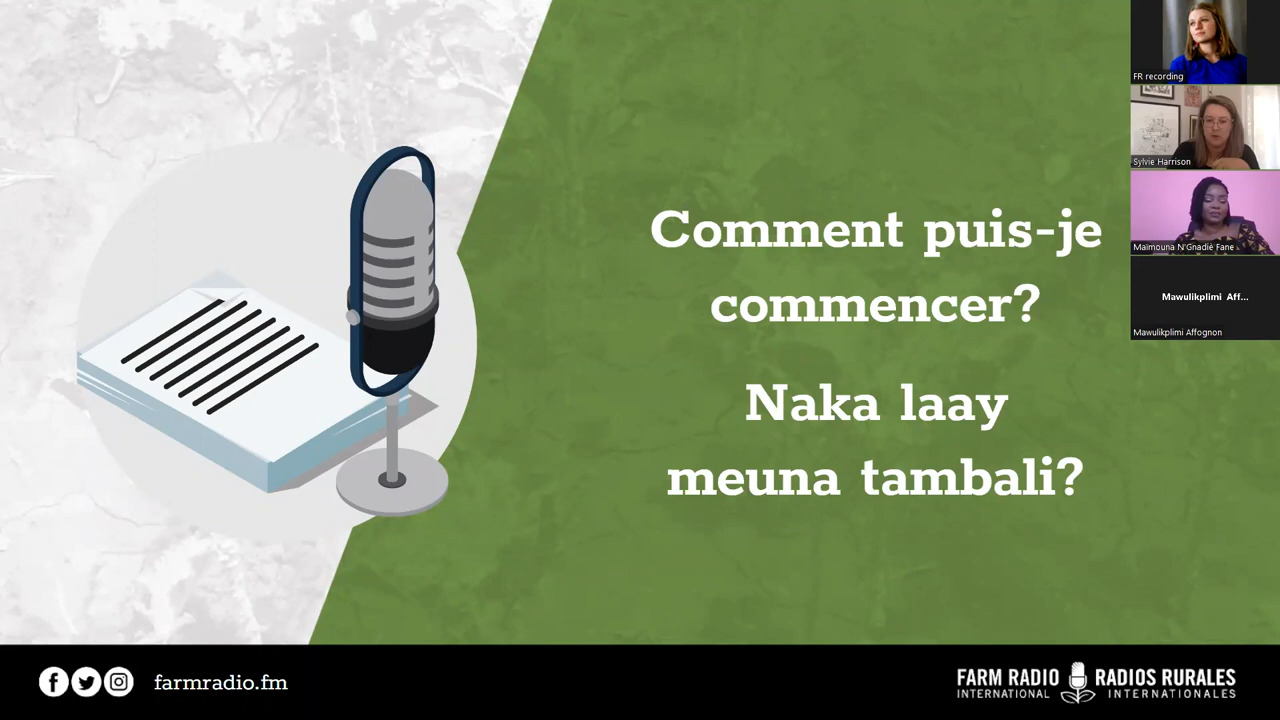 Comment puis-je
commencer?
Naka laay
meuna tambali?
FR recording
Sylvie Harrison
Maïmouna N'Gnadié Fane
Mawulikplimi Aff...
Mawulikplimi Affognon
farmradio.fm
FARM RADIO
INTERNATIONAL
RADIOS RURALES
INTERNATIONALES